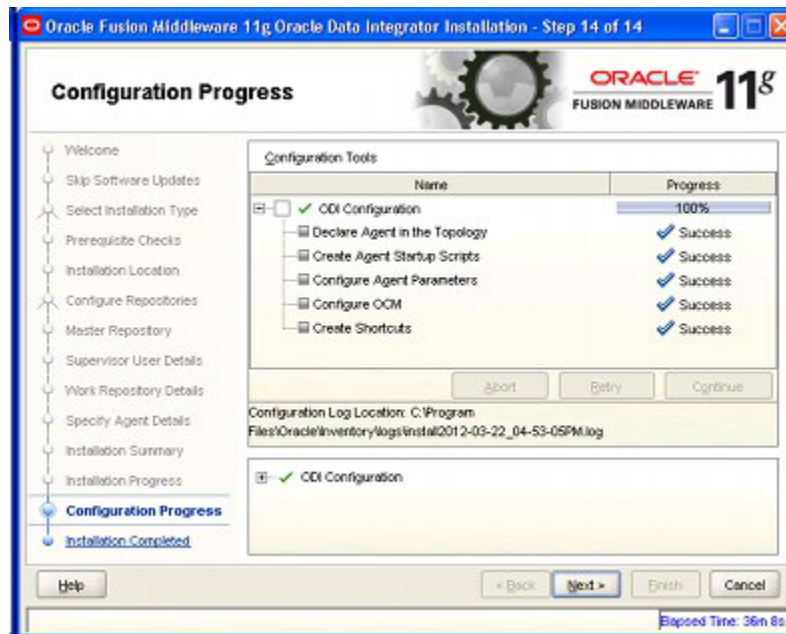 Oracle Fusion Middleware 11g Oracle Data Integrator Installation - Step 14 of 14
Configuration Progress
ORACLE
FUSION MIDDLEWARE 11g
Welcome
Skip Software Updates
Select Installation Type
Prerequisite Checks
Installation Location
Configure Repositories
Master Repository
Supervisor User Details
Work Repository Details
Specify Agent Details
Installation Summary
Installation Progress
Configuration Progress
Installation Completed
Configuration Tools
Name Progress
ODI Configuration 100%
Declare Agent in the Topology Success
Create Agent Startup Scripts Success
Configure Agent Parameters Success
Configure OCM Success
Create Shortcuts Success
Abort Retry Continue
Configuration Log Location: C:\Program
Files\Oracle\Inventory\logs\install2012-03-22_04-53-05PM.log
ODI Configuration
Help < Back Next > Finish Cancel
Elapsed Time: 36m 8s